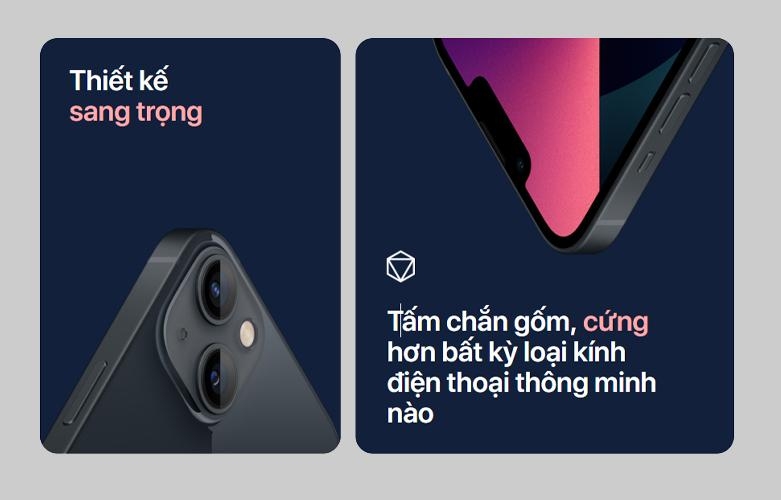 Thiết kế
sang trọng
Tấm chắn gốm, cứng
hơn bất kỳ loại kính
điện thoại thông minh
nào